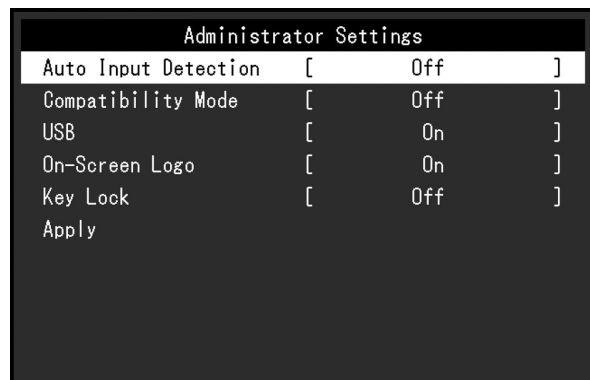 Administrator Settings
Auto Input Detection [ Off ]
Compatibility Mode [ Off ]
USB [ On ]
On-Screen Logo [ On ]
Key Lock [ Off ]
Apply